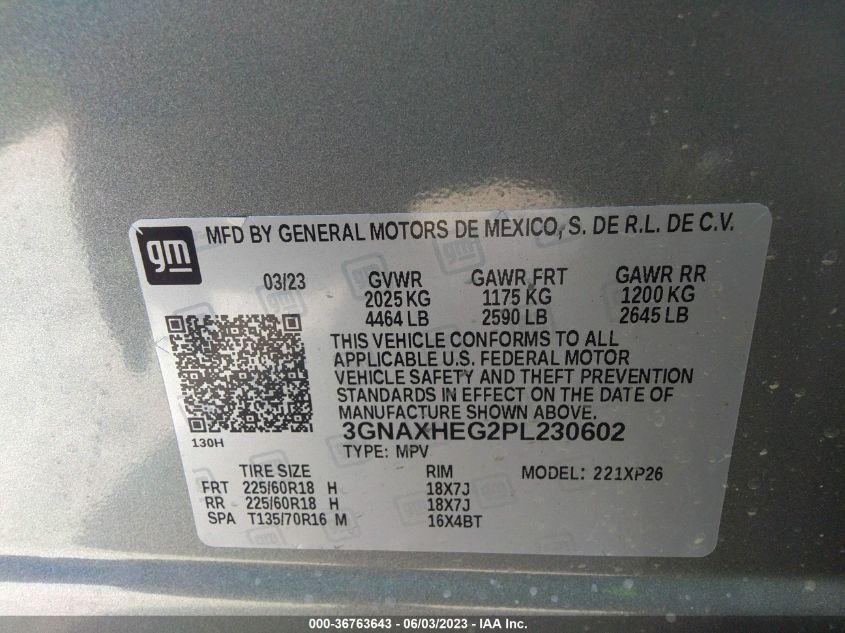 gm MFD BY GENERAL MOTORS DE MEXICO, S. DE R.L. DE C.V.
03/23 GVWR GAWR FRT GAWR RR
2025 KG 1175 KG 1200 KG
4464 LB 2590 LB 2645 LB
THIS VEHICLE CONFORMS TO ALL
APPLICABLE U.S. FEDERAL MOTOR
VEHICLE SAFETY AND THEFT PREVENTION
STANDARDS IN EFFECT ON THE DATE OF
MANUFACTURE SHOWN ABOVE.
130H 3GNAXHEG2PL230602
TYPE: MPV
TIRE SIZE RIM MODEL: 221XP26
FRT 225/60R18 H 18X7J
RR 225/60R18 H 18X7J
SPA T135/70R16 M 16X4BT
000-36763643 - 06/03/2023 - IAA Inc.